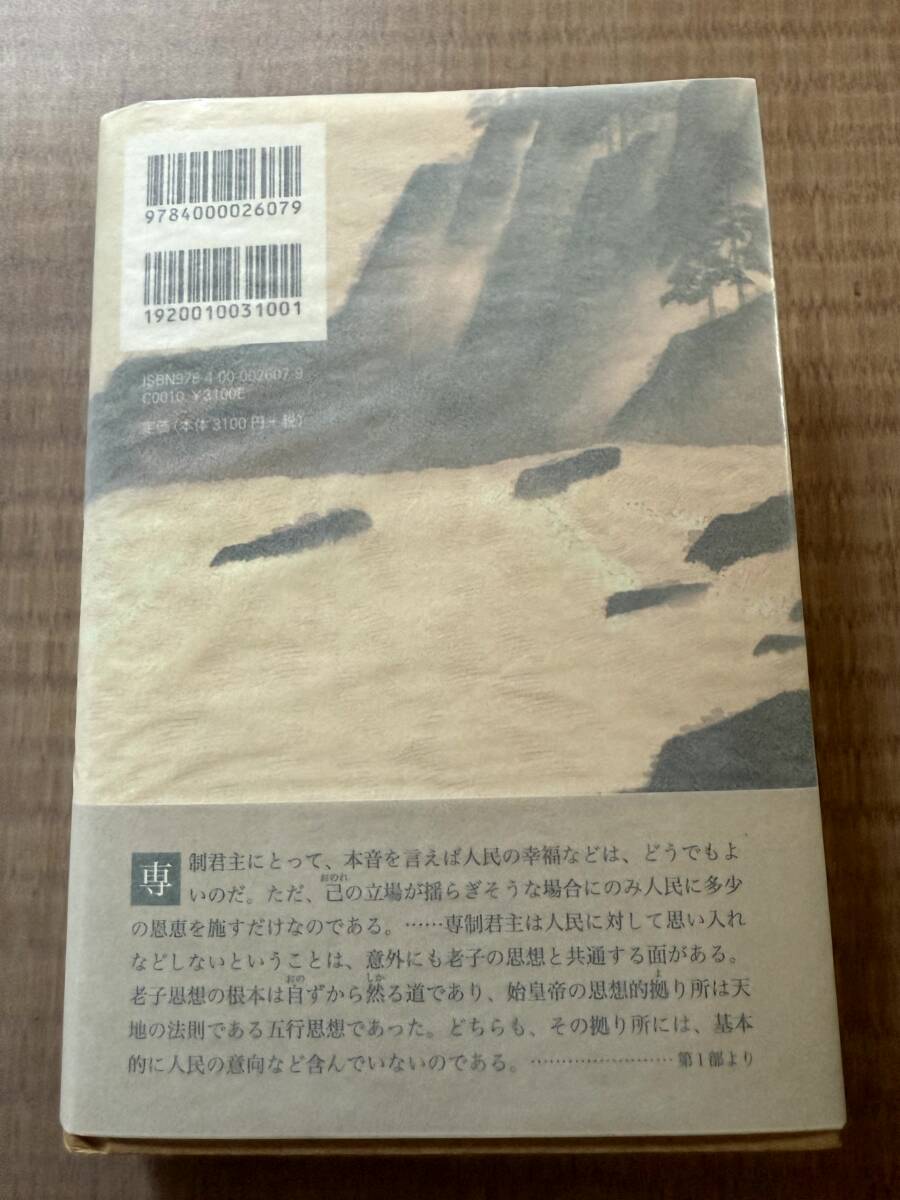 9784000026079
1920010031001
ISBN978-4-00-002607-9
C0010 ¥3100E
定価(本体 3100 円+税)
専制君主にとって、本音を言えば人民の幸福などは、どうでもよ
いのだ。ただ、己の立場が揺らぎそうな場合にのみ人民に多少
おのれ
の恩恵を施すだけなのである。……専制君主は人民に対して思い入れ
などしないということは、意外にも老子の思想と共通する面がある。
老子思想の根本は自ずから然る道であり、始皇帝の思想的拠り所は天
おの しか よ
地の法則である五行思想であった。どちらも、その拠り所には、基本
的に人民の意向など含んでいないのである。……………………第1部より